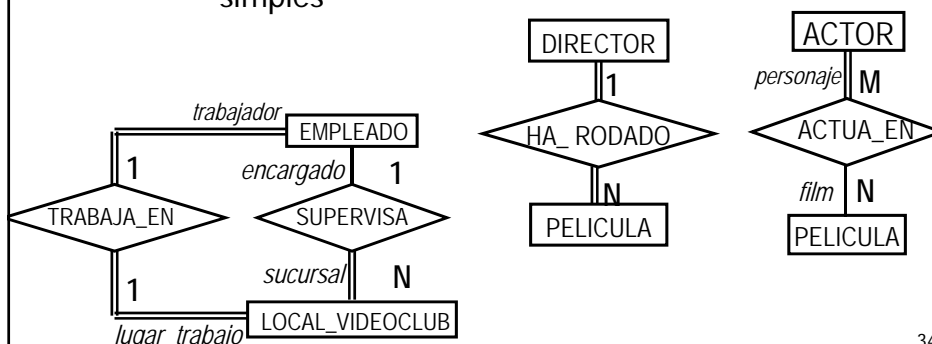 simples
DIRECTOR
1
HA_ RODADO
N
PELICULA
ACTOR
personaje M
ACTUA_EN
film N
PELICULA
trabajador
EMPLEADO
1
encargado 1
TRABAJA_EN
SUPERVISA
1
sucursal N
lugar_trabajo
LOCAL_VIDEOCLUB
34